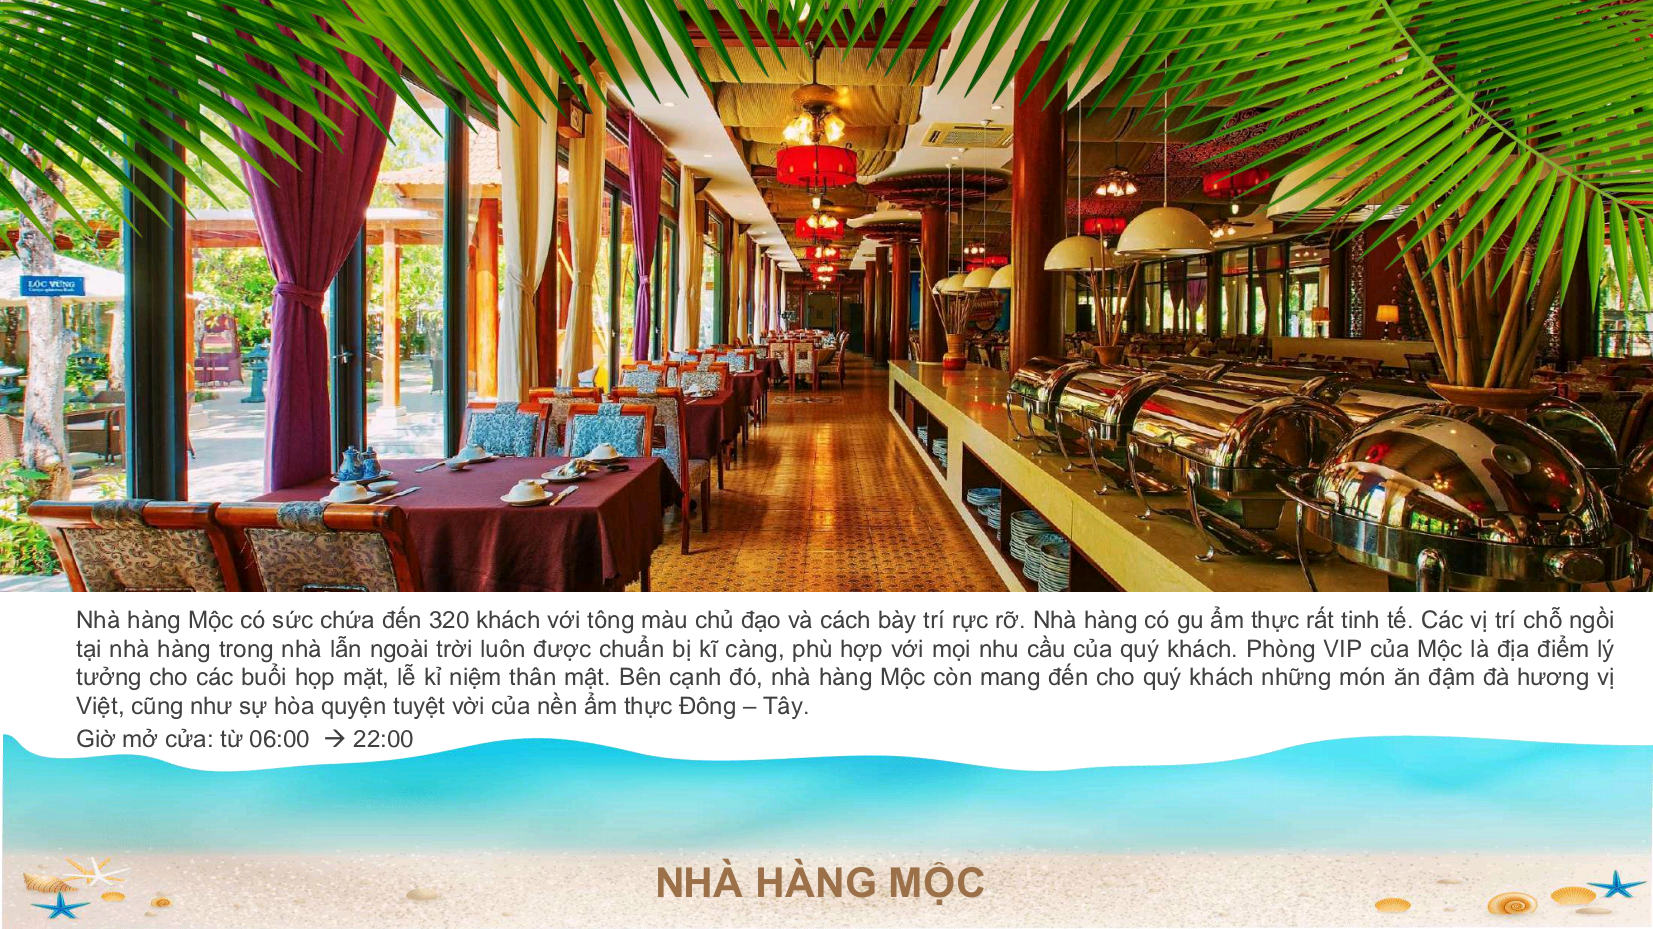 LỘC VỪNG
Nhà hàng Mộc có sức chứa đến 320 khách với tông màu chủ đạo và cách bày trí rực rỡ. Nhà hàng có gu ẩm thực rất tinh tế. Các vị trí chỗ ngồi
tại nhà hàng trong nhà lẫn ngoài trời luôn được chuẩn bị kĩ càng, phù hợp với mọi nhu cầu của quý khách. Phòng VIP của Mộc là địa điểm lý
tưởng cho các buổi họp mặt, lễ kỉ niệm thân mật. Bên cạnh đó, nhà hàng Mộc còn mang đến cho quý khách những món ăn đậm đà hương vị
Việt, cũng như sự hòa quyện tuyệt vời của nền ẩm thực Đông – Tây.
Giờ mở cửa: từ 06:00 → 22:00
NHÀ HÀNG MỘC